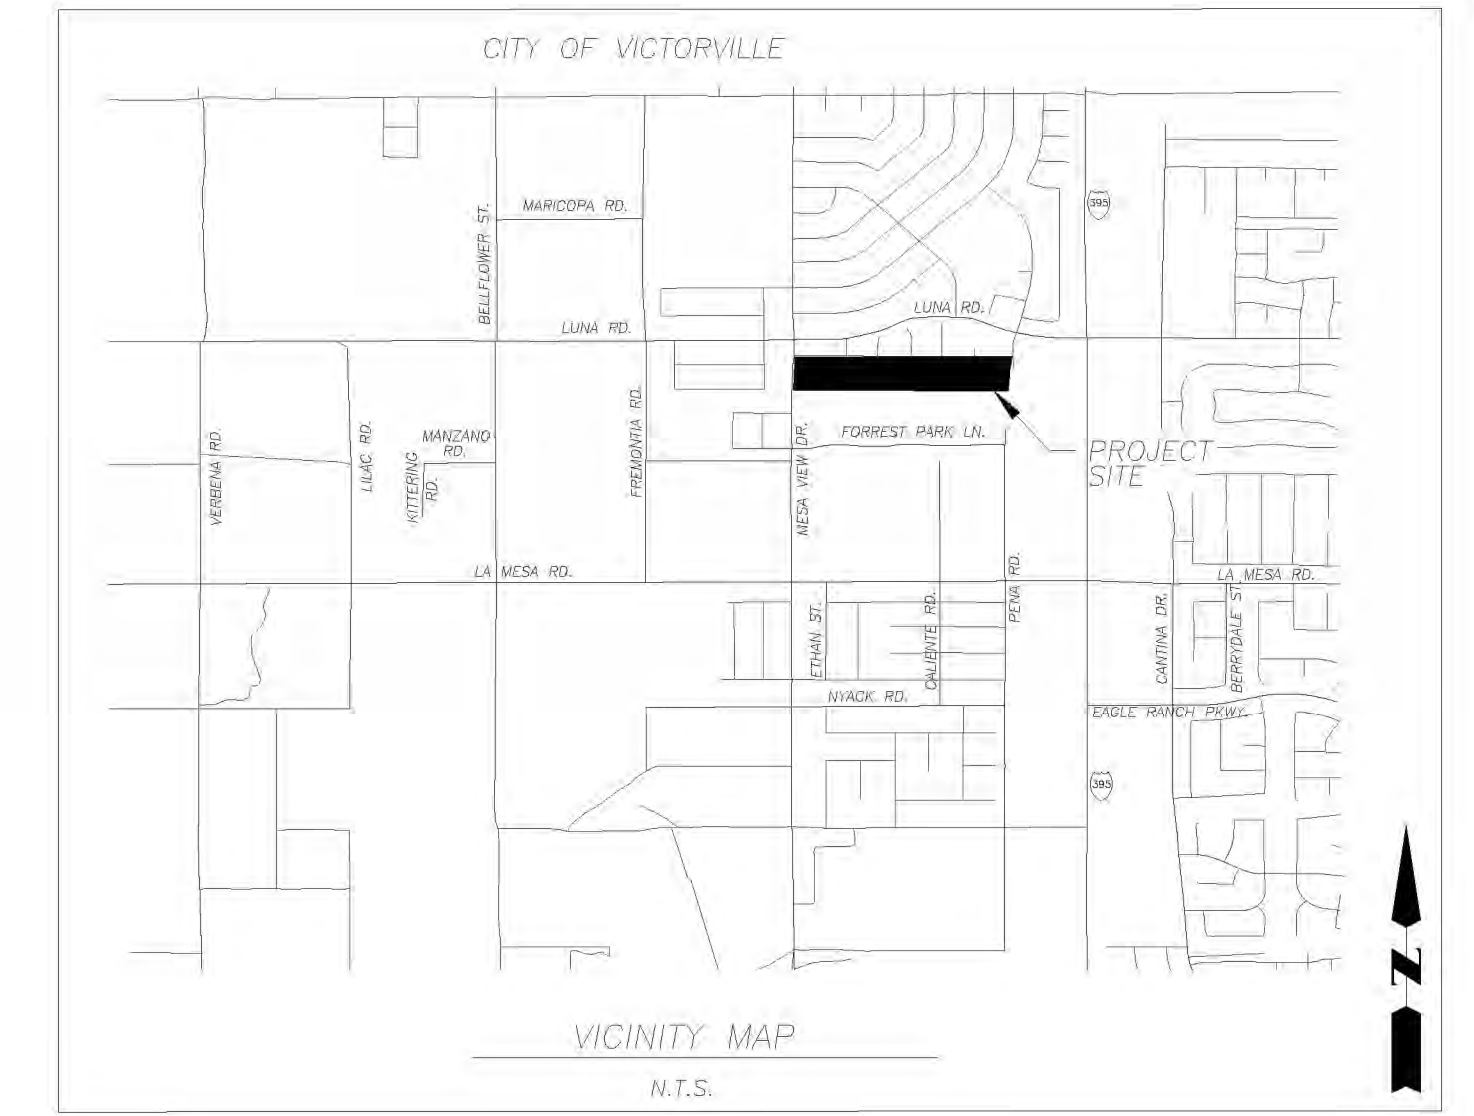 CITY OF VICTORVILLE
MARICOPA RD.
395
BELLFLOWER ST.
LUNA RD.
LUNA RD.
VERBENA RD.
LILAC RD.
KITTERING
RD.
MANZANO
RD.
FREMONTIA RD.
MESA VIEW DR.
FORREST PARK LN.
PROJECT
SITE
LA MESA RD.
LA MESA RD.
ETHAN ST.
CALIENTE RD.
PENA RD.
CANTINA DR.
BERRYDALE ST.
NYACK RD.
EAGLE RANCH PKWY.
395
N
VICINITY MAP
N.T.S.